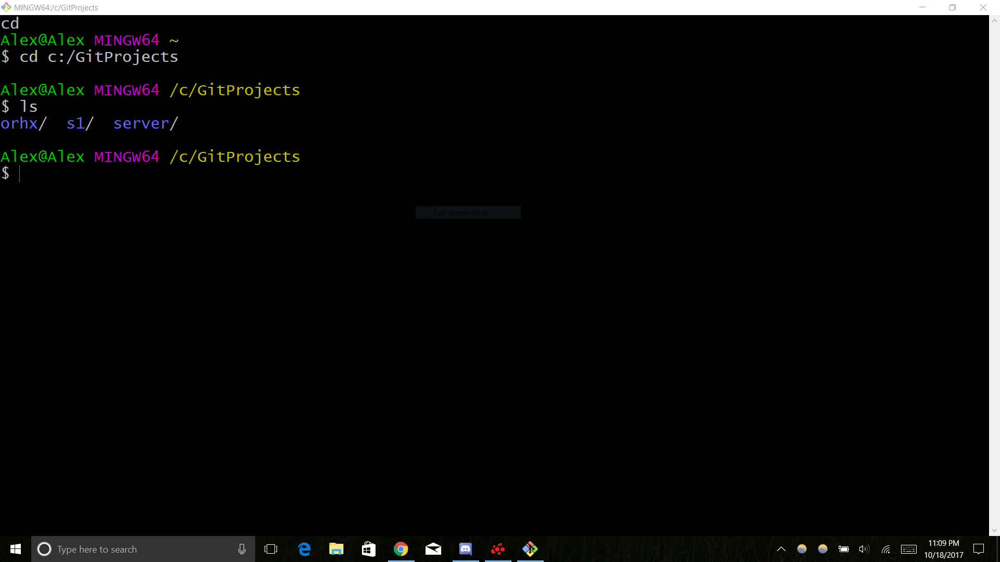 MINGW64:/c/GitProjects
cd
Alex@Alex MINGW64 ~
$ cd c:/GitProjects
Alex@Alex MINGW64 /c/GitProjects
$ ls
orhx/  s1/  server/
Alex@Alex MINGW64 /c/GitProjects
$
Full-screen Snip
Type here to search
11:09 PM
10/18/2017